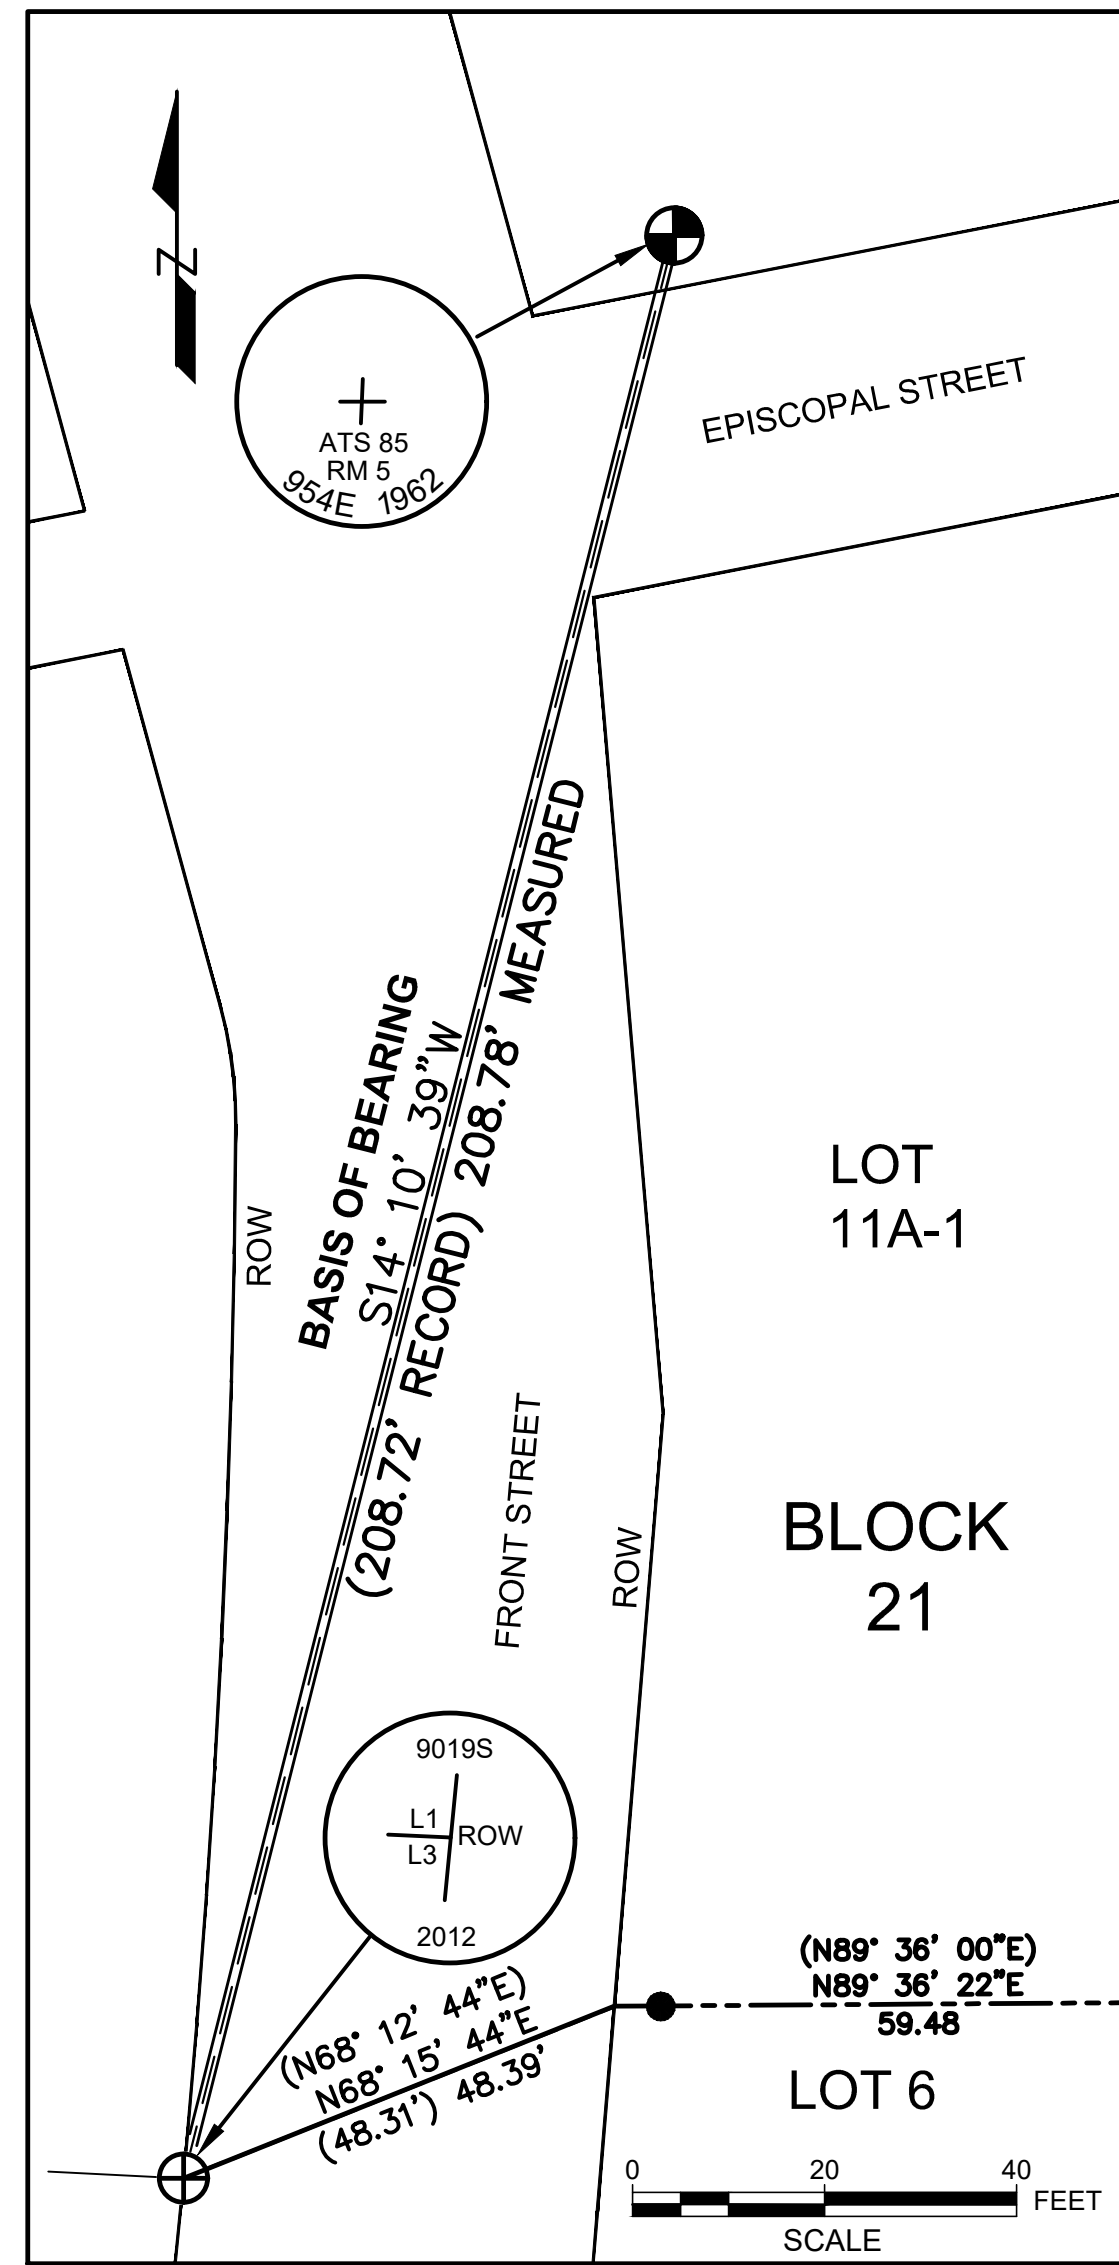 N
ATS 85
RM 5
954E 1962
EPISCOPAL STREET
BASIS OF BEARING
S14° 10' 39"W
(208.72' RECORD) 208.78' MEASURED
ROW
LOT
11A-1
FRONT STREET
ROW
BLOCK
21
9019S
L1
ROW
L3
2012
(N89° 36' 00"E)
N89° 36' 22"E
59.48
(N68° 12' 44"E)
N68° 15' 44"E
(48.31') 48.39'
LOT 6
0 20 40
FEET
SCALE